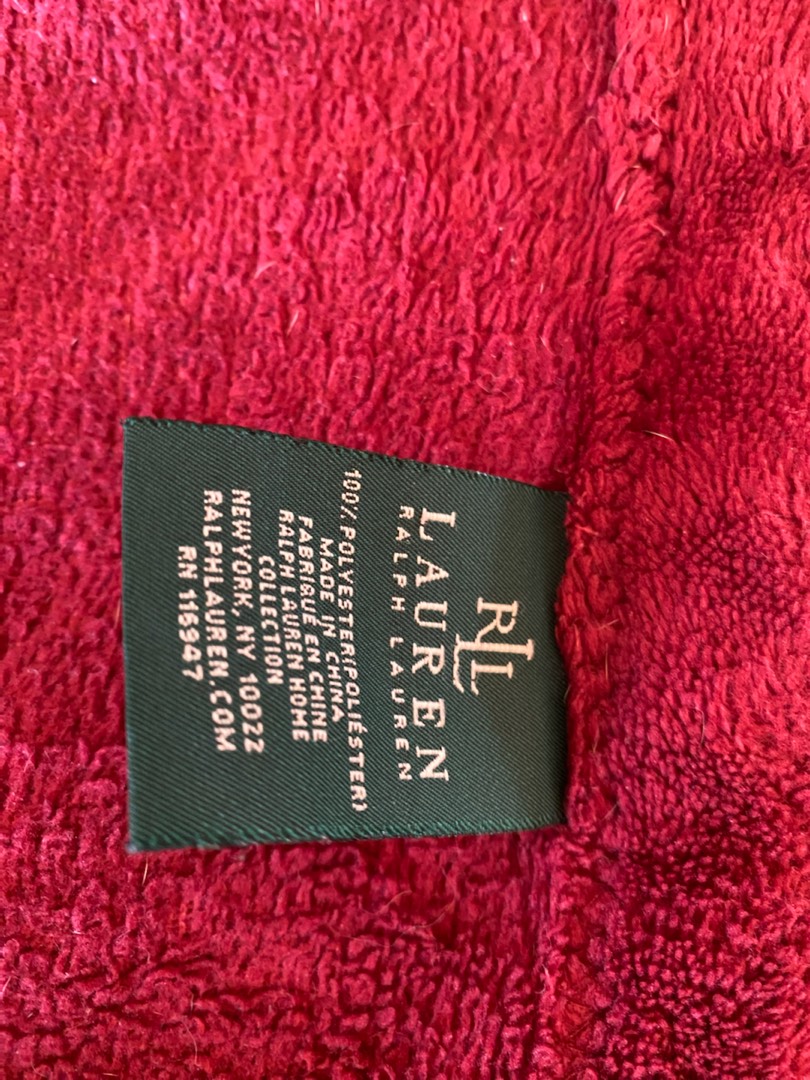 RLL
LAUREN
RALPH LAUREN
100% POLYESTER(POLIÉSTER)
MADE IN CHINA
FABRIQUÉ EN CHINE
RALPH LAUREN HOME
COLLECTION
NEW YORK, NY 10022
RALPHLAUREN.COM
RN 115947